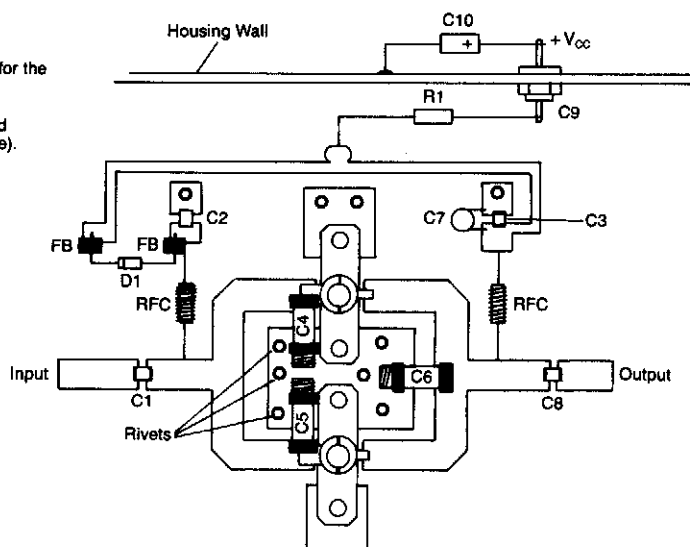 for the
d
e).
Housing Wall
C10
+
+ V_CC
R1
C9
C2
C7
C3
FB
FB
D1
RFC
RFC
C4
Input
Output
C1
C6
C8
C5
Rivets